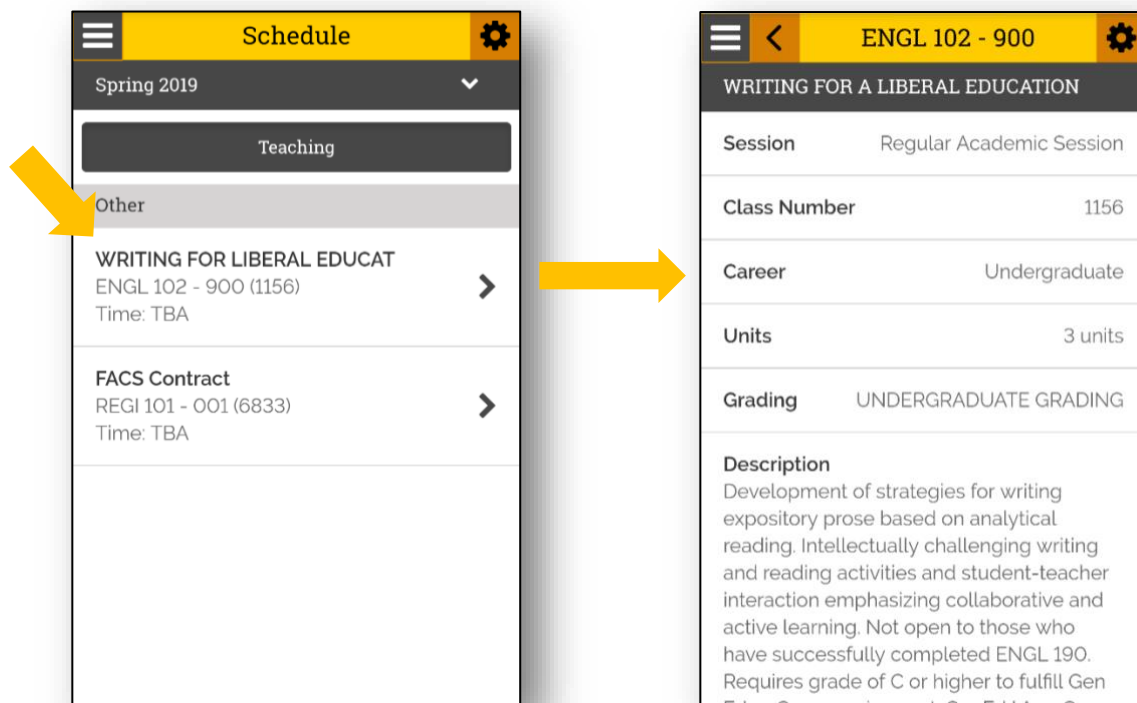 Schedule
Spring 2019
Teaching
Other
WRITING FOR LIBERAL EDUCAT
ENGL 102 - 900 (1156)
Time: TBA
FACS Contract
REGI 101 - 001 (6833)
Time: TBA
ENGL 102 - 900
WRITING FOR A LIBERAL EDUCATION
Session Regular Academic Session
Class Number 1156
Career Undergraduate
Units 3 units
Grading UNDERGRADUATE GRADING
Description
Development of strategies for writing
expository prose based on analytical
reading. Intellectually challenging writing
and reading activities and student-teacher
interaction emphasizing collaborative and
active learning. Not open to those who
have successfully completed ENGL 190.
Requires grade of C or higher to fulfill Gen